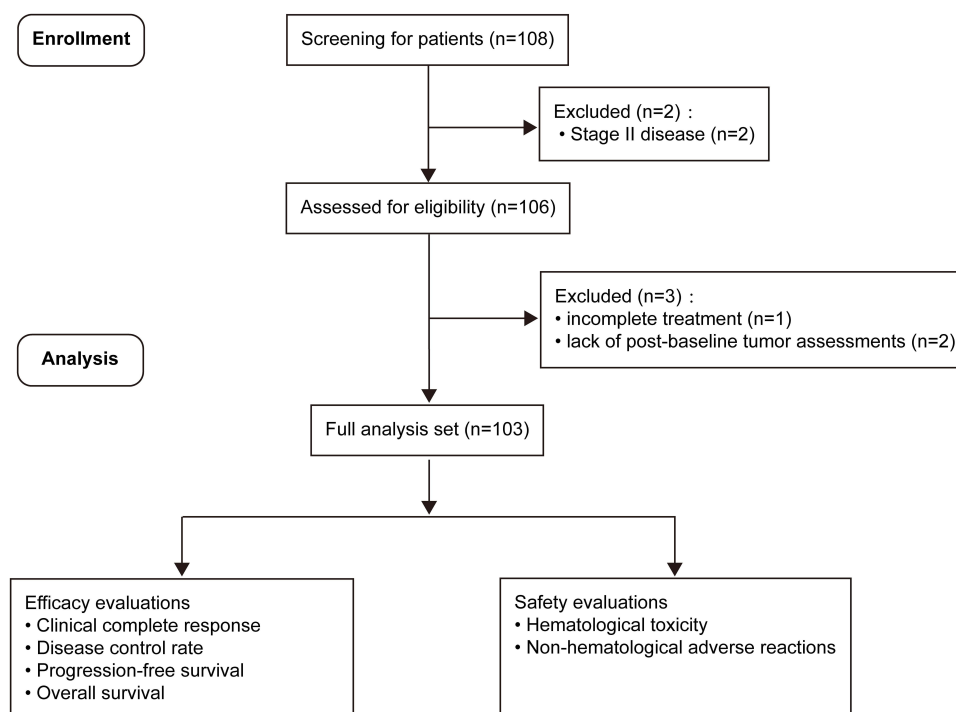 Enrollment
Screening for patients (n=108)
Excluded (n=2) :
• Stage II disease (n=2)
Assessed for eligibility (n=106)
Excluded (n=3) :
• incomplete treatment (n=1)
• lack of post-baseline tumor assessments (n=2)
Analysis
Full analysis set (n=103)
Efficacy evaluations
• Clinical complete response
• Disease control rate
• Progression-free survival
• Overall survival
Safety evaluations
• Hematological toxicity
• Non-hematological adverse reactions